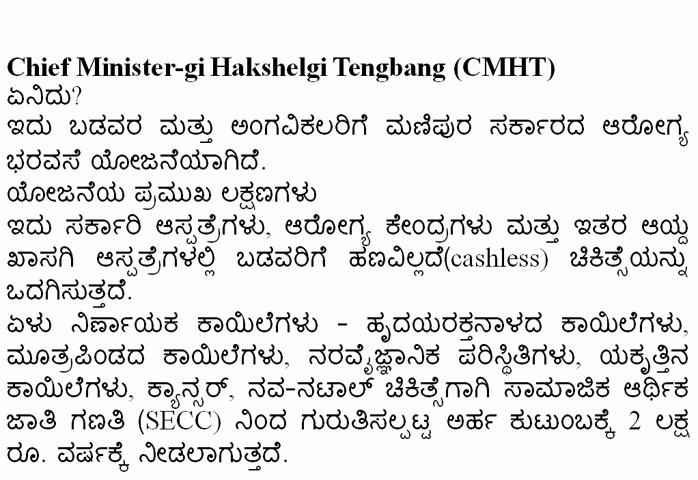 Chief Minister-gi Hakshelgi Tengbang (CMHT)
ಏನಿದು?
ಇದು ಬಡವರ ಮತ್ತು ಅಂಗವಿಕಲರಿಗೆ ಮಣಿಪುರ ಸರ್ಕಾರದ ಆರೋಗ್ಯ
ಭರವಸೆ ಯೋಜನೆಯಾಗಿದೆ.
ಯೋಜನೆಯ ಪ್ರಮುಖ ಲಕ್ಷಣಗಳು
ಇದು ಸರ್ಕಾರಿ ಆಸ್ಪತ್ರೆಗಳು, ಆರೋಗ್ಯ ಕೇಂದ್ರಗಳು ಮತ್ತು ಇತರ ಆಯ್ದ
ಖಾಸಗಿ ಆಸ್ಪತ್ರೆಗಳಲ್ಲಿ ಬಡವರಿಗೆ ಹಣವಿಲ್ಲದೆ(cashless) ಚಿಕಿತ್ಸೆಯನ್ನು
ಒದಗಿಸುತ್ತದೆ.
ಏಳು ನಿರ್ಣಾಯಕ ಕಾಯಿಲೆಗಳು - ಹೃದಯರಕ್ತನಾಳದ ಕಾಯಿಲೆಗಳು,
ಮೂತ್ರಪಿಂಡದ ಕಾಯಿಲೆಗಳು, ನರವೈಜ್ಞಾನಿಕ ಪರಿಸ್ಥಿತಿಗಳು, ಯಕೃತ್ತಿನ
ಕಾಯಿಲೆಗಳು, ಕ್ಯಾನ್ಸರ್, ನವ-ನಟಾಲ್ ಚಿಕಿತ್ಸೆಗಾಗಿ ಸಾಮಾಜಿಕ ಆರ್ಥಿಕ
ಜಾತಿ ಗಣತಿ (SECC) ನಿಂದ ಗುರುತಿಸಲ್ಪಟ್ಟ ಅರ್ಹ ಕುಟುಂಬಕ್ಕೆ 2 ಲಕ್ಷ
ರೂ. ವರ್ಷಕ್ಕೆ ನೀಡಲಾಗುತ್ತದೆ.